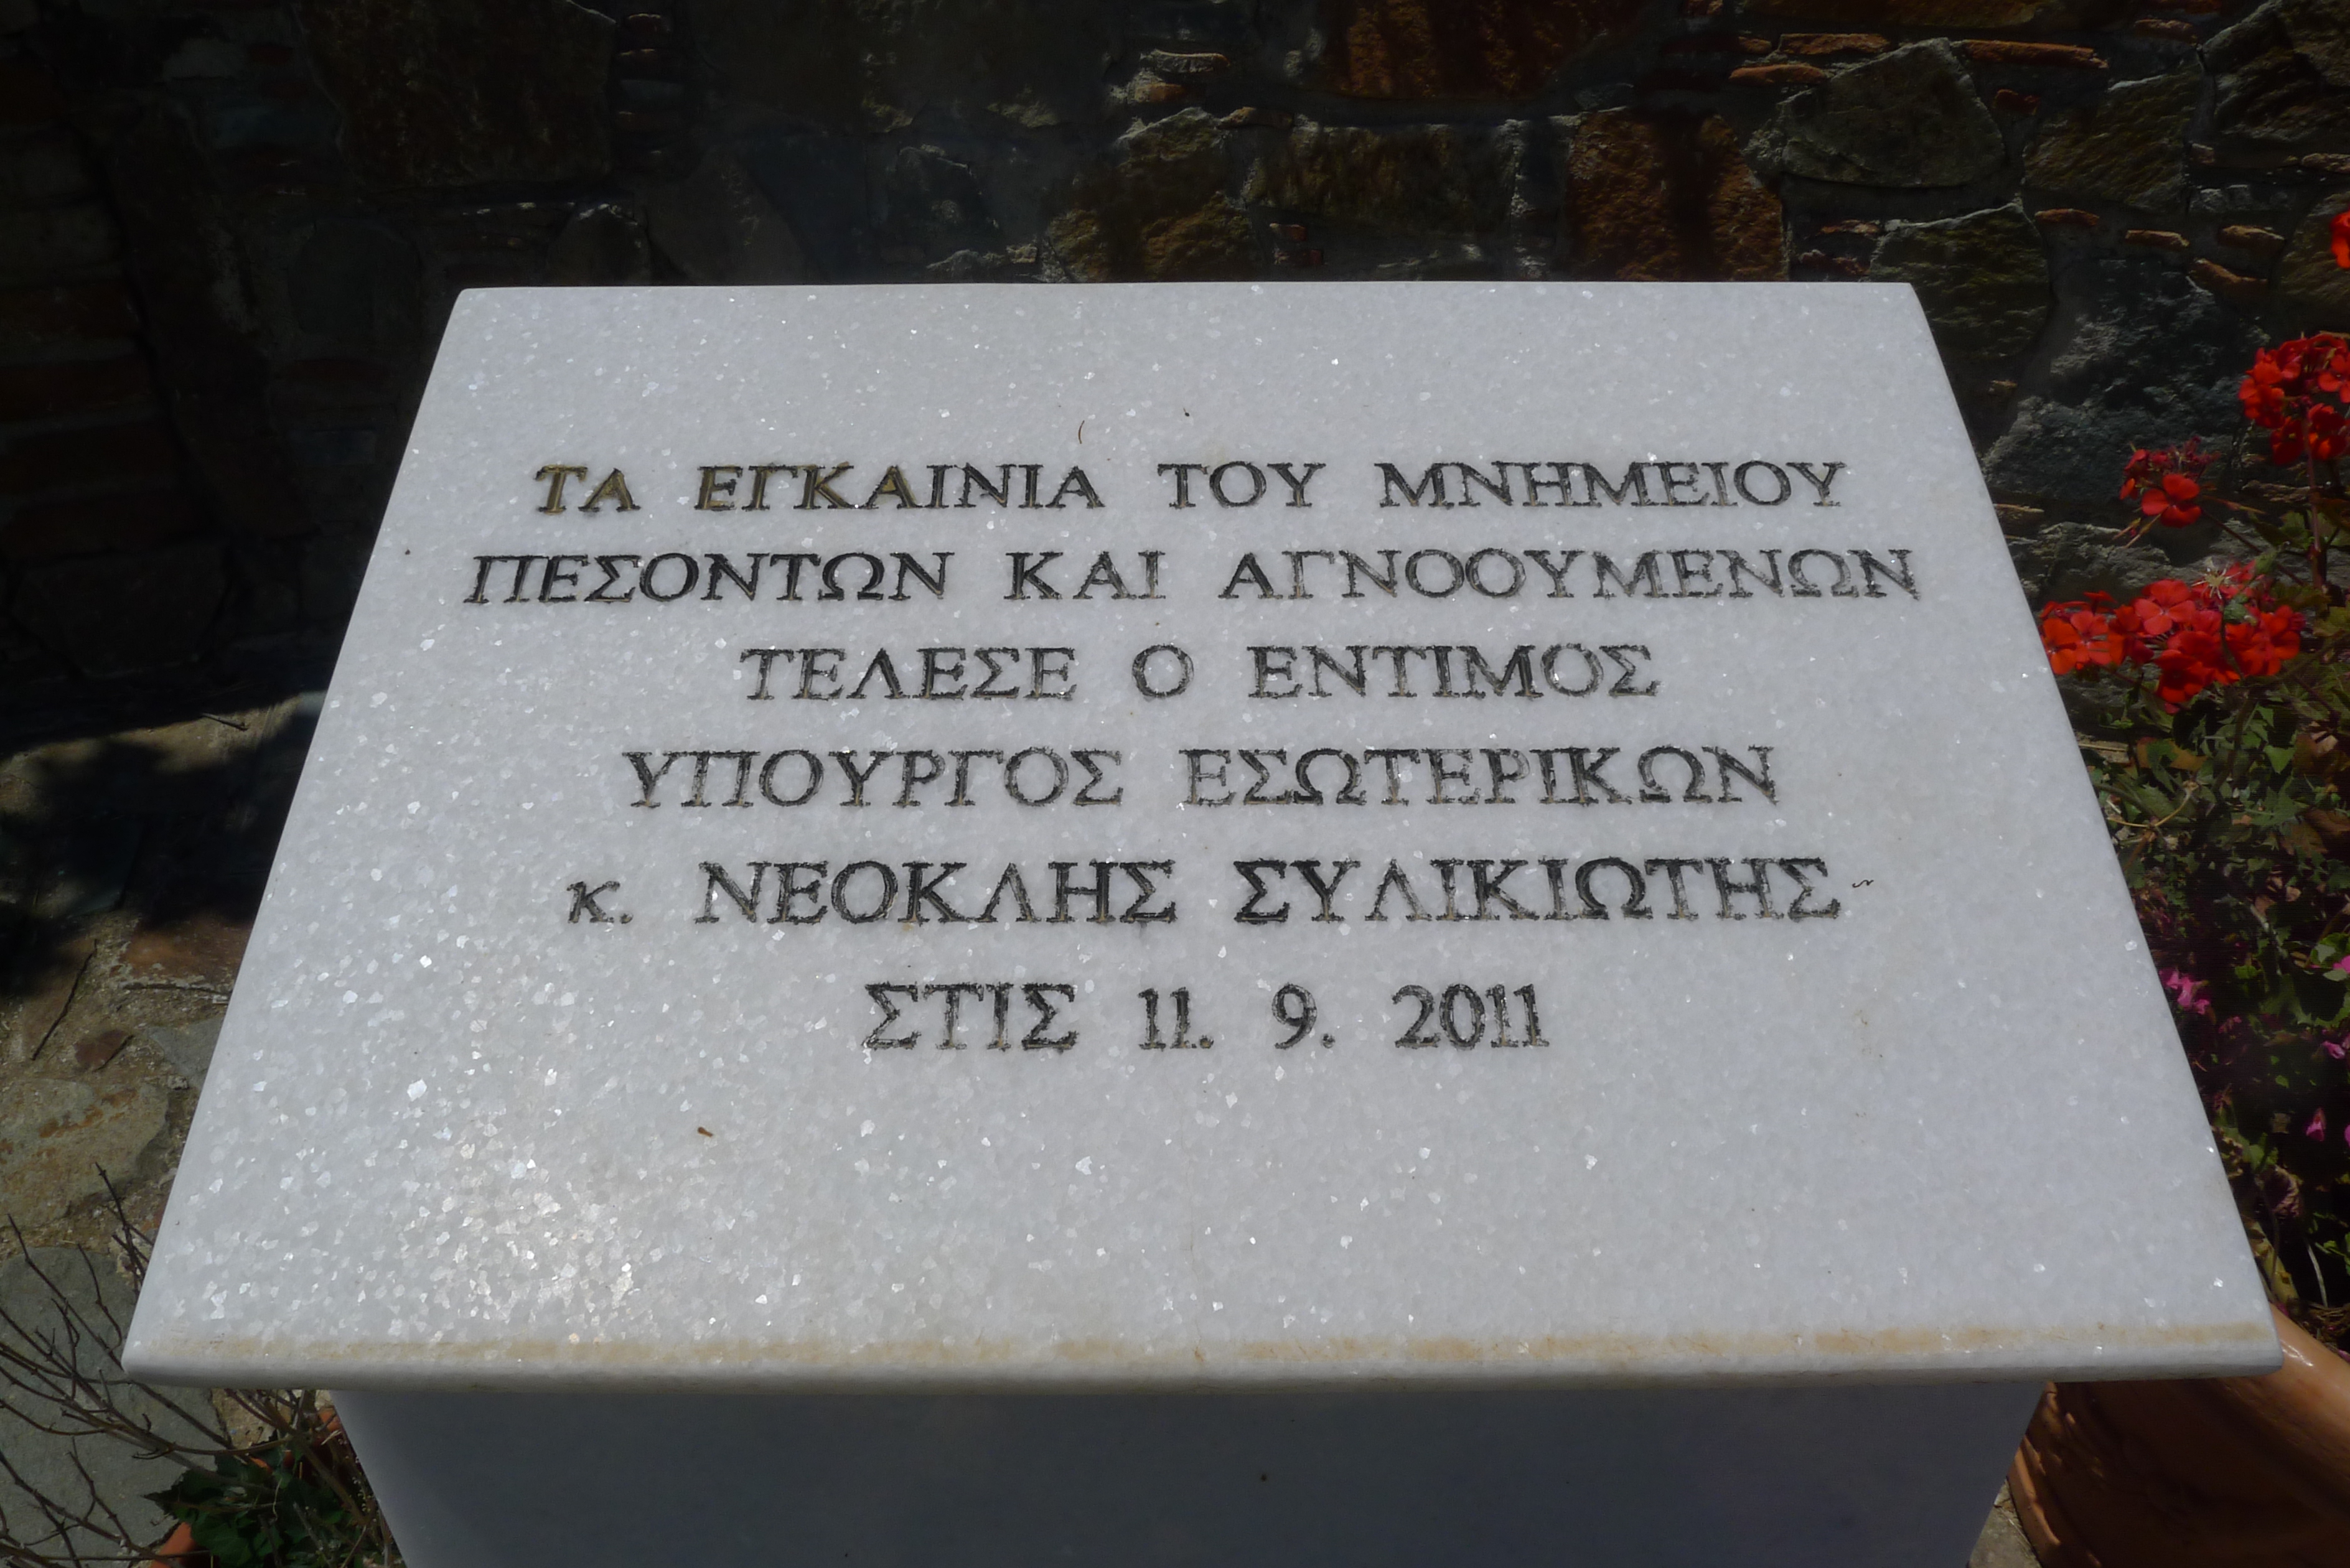 ΤΑ ΕΓΚΑΙΝΙΑ ΤΟΥ ΜΝΗΜΕΙΟΥ
ΠΕΣΟΝΤΩΝ ΚΑΙ ΑΓΝΟΟΥΜΕΝΩΝ
ΤΕΛΕΣΕ Ο ΕΝΤΙΜΟΣ
ΥΠΟΥΡΓΟΣ ΕΣΩΤΕΡΙΚΩΝ
κ. ΝΕΟΚΛΗΣ ΣΥΛΙΚΙΩΤΗΣ
ΣΤΙΣ 11. 9. 2011